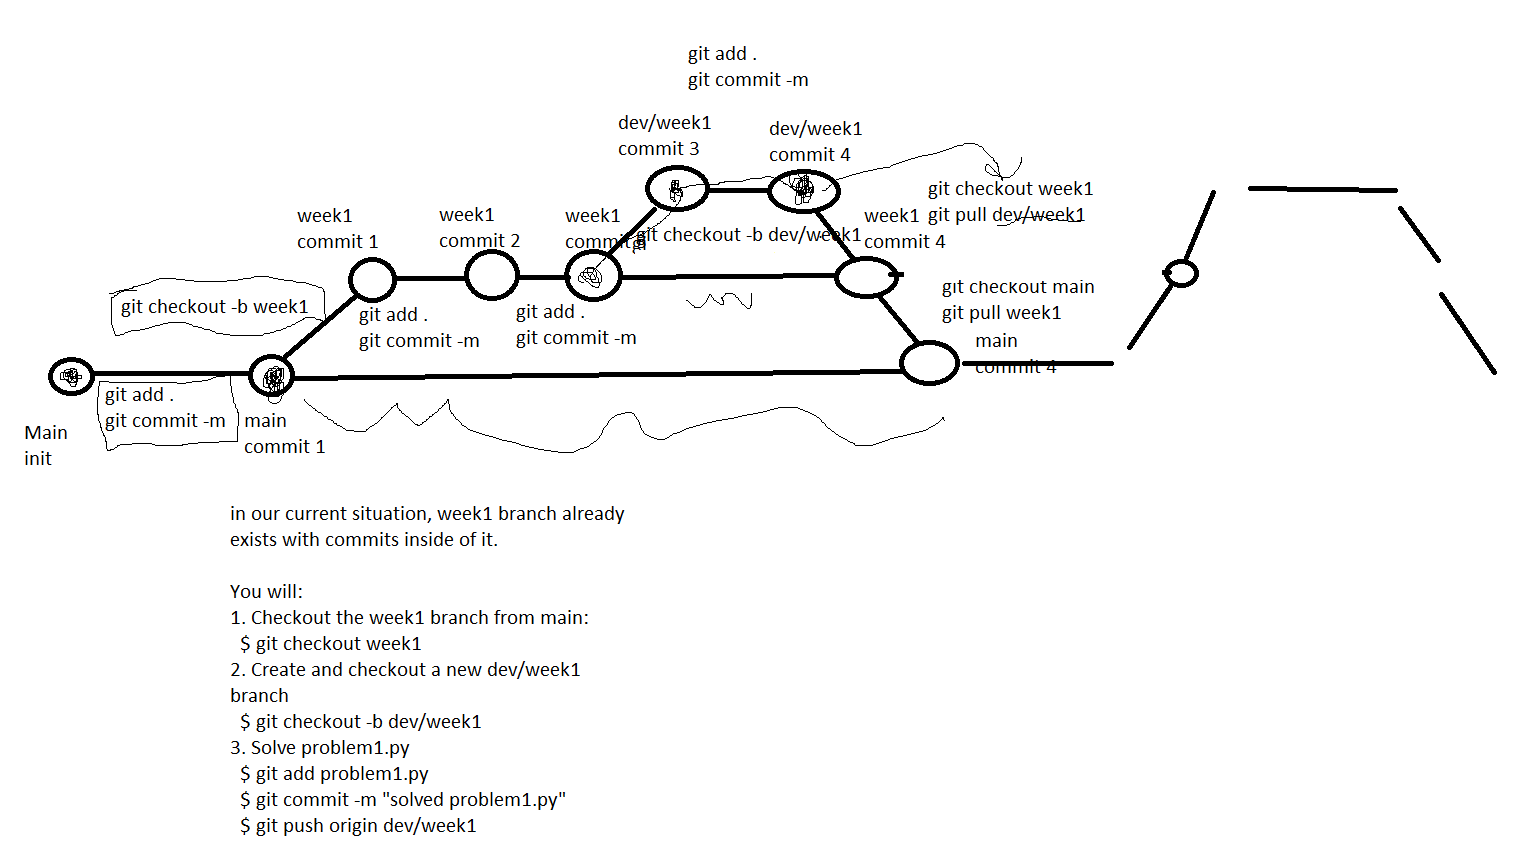 git add .
git commit -m
dev/week1
commit 3
dev/week1
commit 4
git checkout week1
git pull dev/week1
week1
commit 1
week1
commit 2
week1
commit
git checkout -b dev/week1
week1
commit 4
git checkout -b week1
git add .
git commit -m
git add .
git commit -m
git checkout main
git pull week1
main
commit 4
git add .
git commit -m
main
commit 1
Main
init
in our current situation, week1 branch already
exists with commits inside of it.
You will:
1. Checkout the week1 branch from main:
$ git checkout week1
2. Create and checkout a new dev/week1
branch
$ git checkout -b dev/week1
3. Solve problem1.py
$ git add problem1.py
$ git commit -m "solved problem1.py"
$ git push origin dev/week1